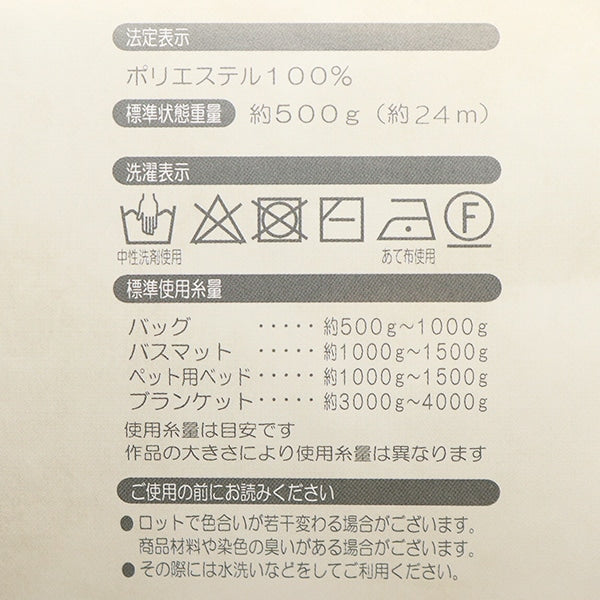 法定表示
ポリエステル１００％
標準状態重量 約５００ｇ（約２４ｍ）
洗濯表示
F
中性洗剤使用 あて布使用
標準使用糸量
バッグ ・・・・・ 約500g～1000g
バスマット ・・・・・ 約1000g～1500g
ペット用ベッド ・・・・・ 約1000g～1500g
ブランケット ・・・・・ 約3000g～4000g
使用糸量は目安です
作品の大きさにより使用糸量は異なります
ご使用の前にお読みください
●ロットで色合いが若干変わる場合がございます。
商品材料や染色の臭いがある場合がございます。
●その際には水洗いなどをしてご利用ください。